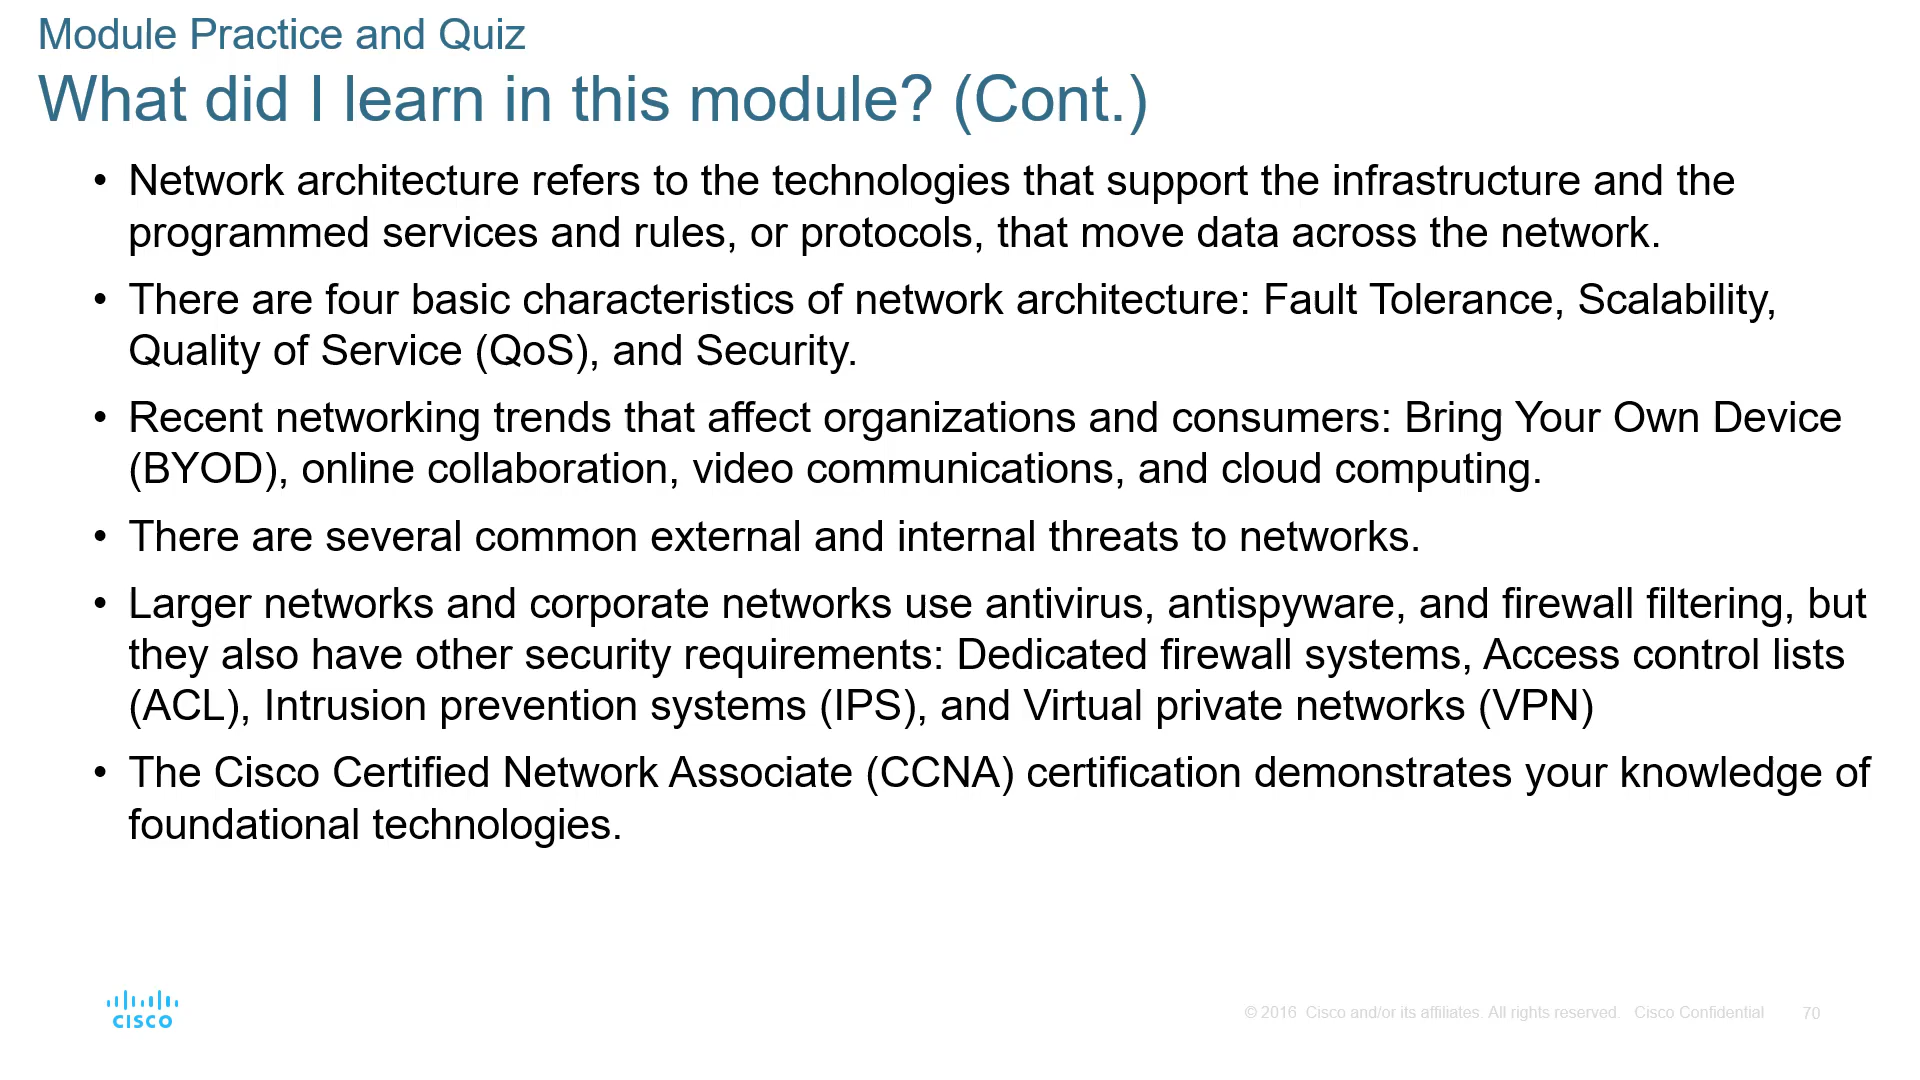 Module Practice and Quiz
What did I learn in this module? (Cont.)
• Network architecture refers to the technologies that support the infrastructure and the
programmed services and rules, or protocols, that move data across the network.
• There are four basic characteristics of network architecture: Fault Tolerance, Scalability,
Quality of Service (QoS), and Security.
• Recent networking trends that affect organizations and consumers: Bring Your Own Device
(BYOD), online collaboration, video communications, and cloud computing.
• There are several common external and internal threats to networks.
• Larger networks and corporate networks use antivirus, antispyware, and firewall filtering, but
they also have other security requirements: Dedicated firewall systems, Access control lists
(ACL), Intrusion prevention systems (IPS), and Virtual private networks (VPN)
• The Cisco Certified Network Associate (CCNA) certification demonstrates your knowledge of
foundational technologies.
CISCO
© 2016 Cisco and/or its affiliates. All rights reserved. Cisco Confidential 70